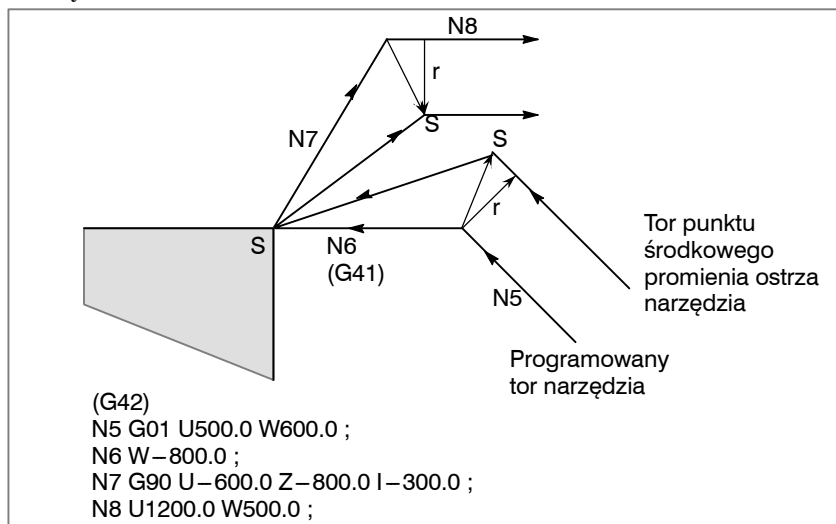 N8
r
S
N7
S
r
S
N6
(G41)
N5
Tor punktu
środkowego
promienia ostrza
narzędzia
Programowany
tor narzędzia
(G42)
N5 G01 U500.0 W600.0 ;
N6 W−800.0 ;
N7 G90 U−600.0 Z−800.0 I−300.0 ;
N8 U1200.0 W500.0 ;